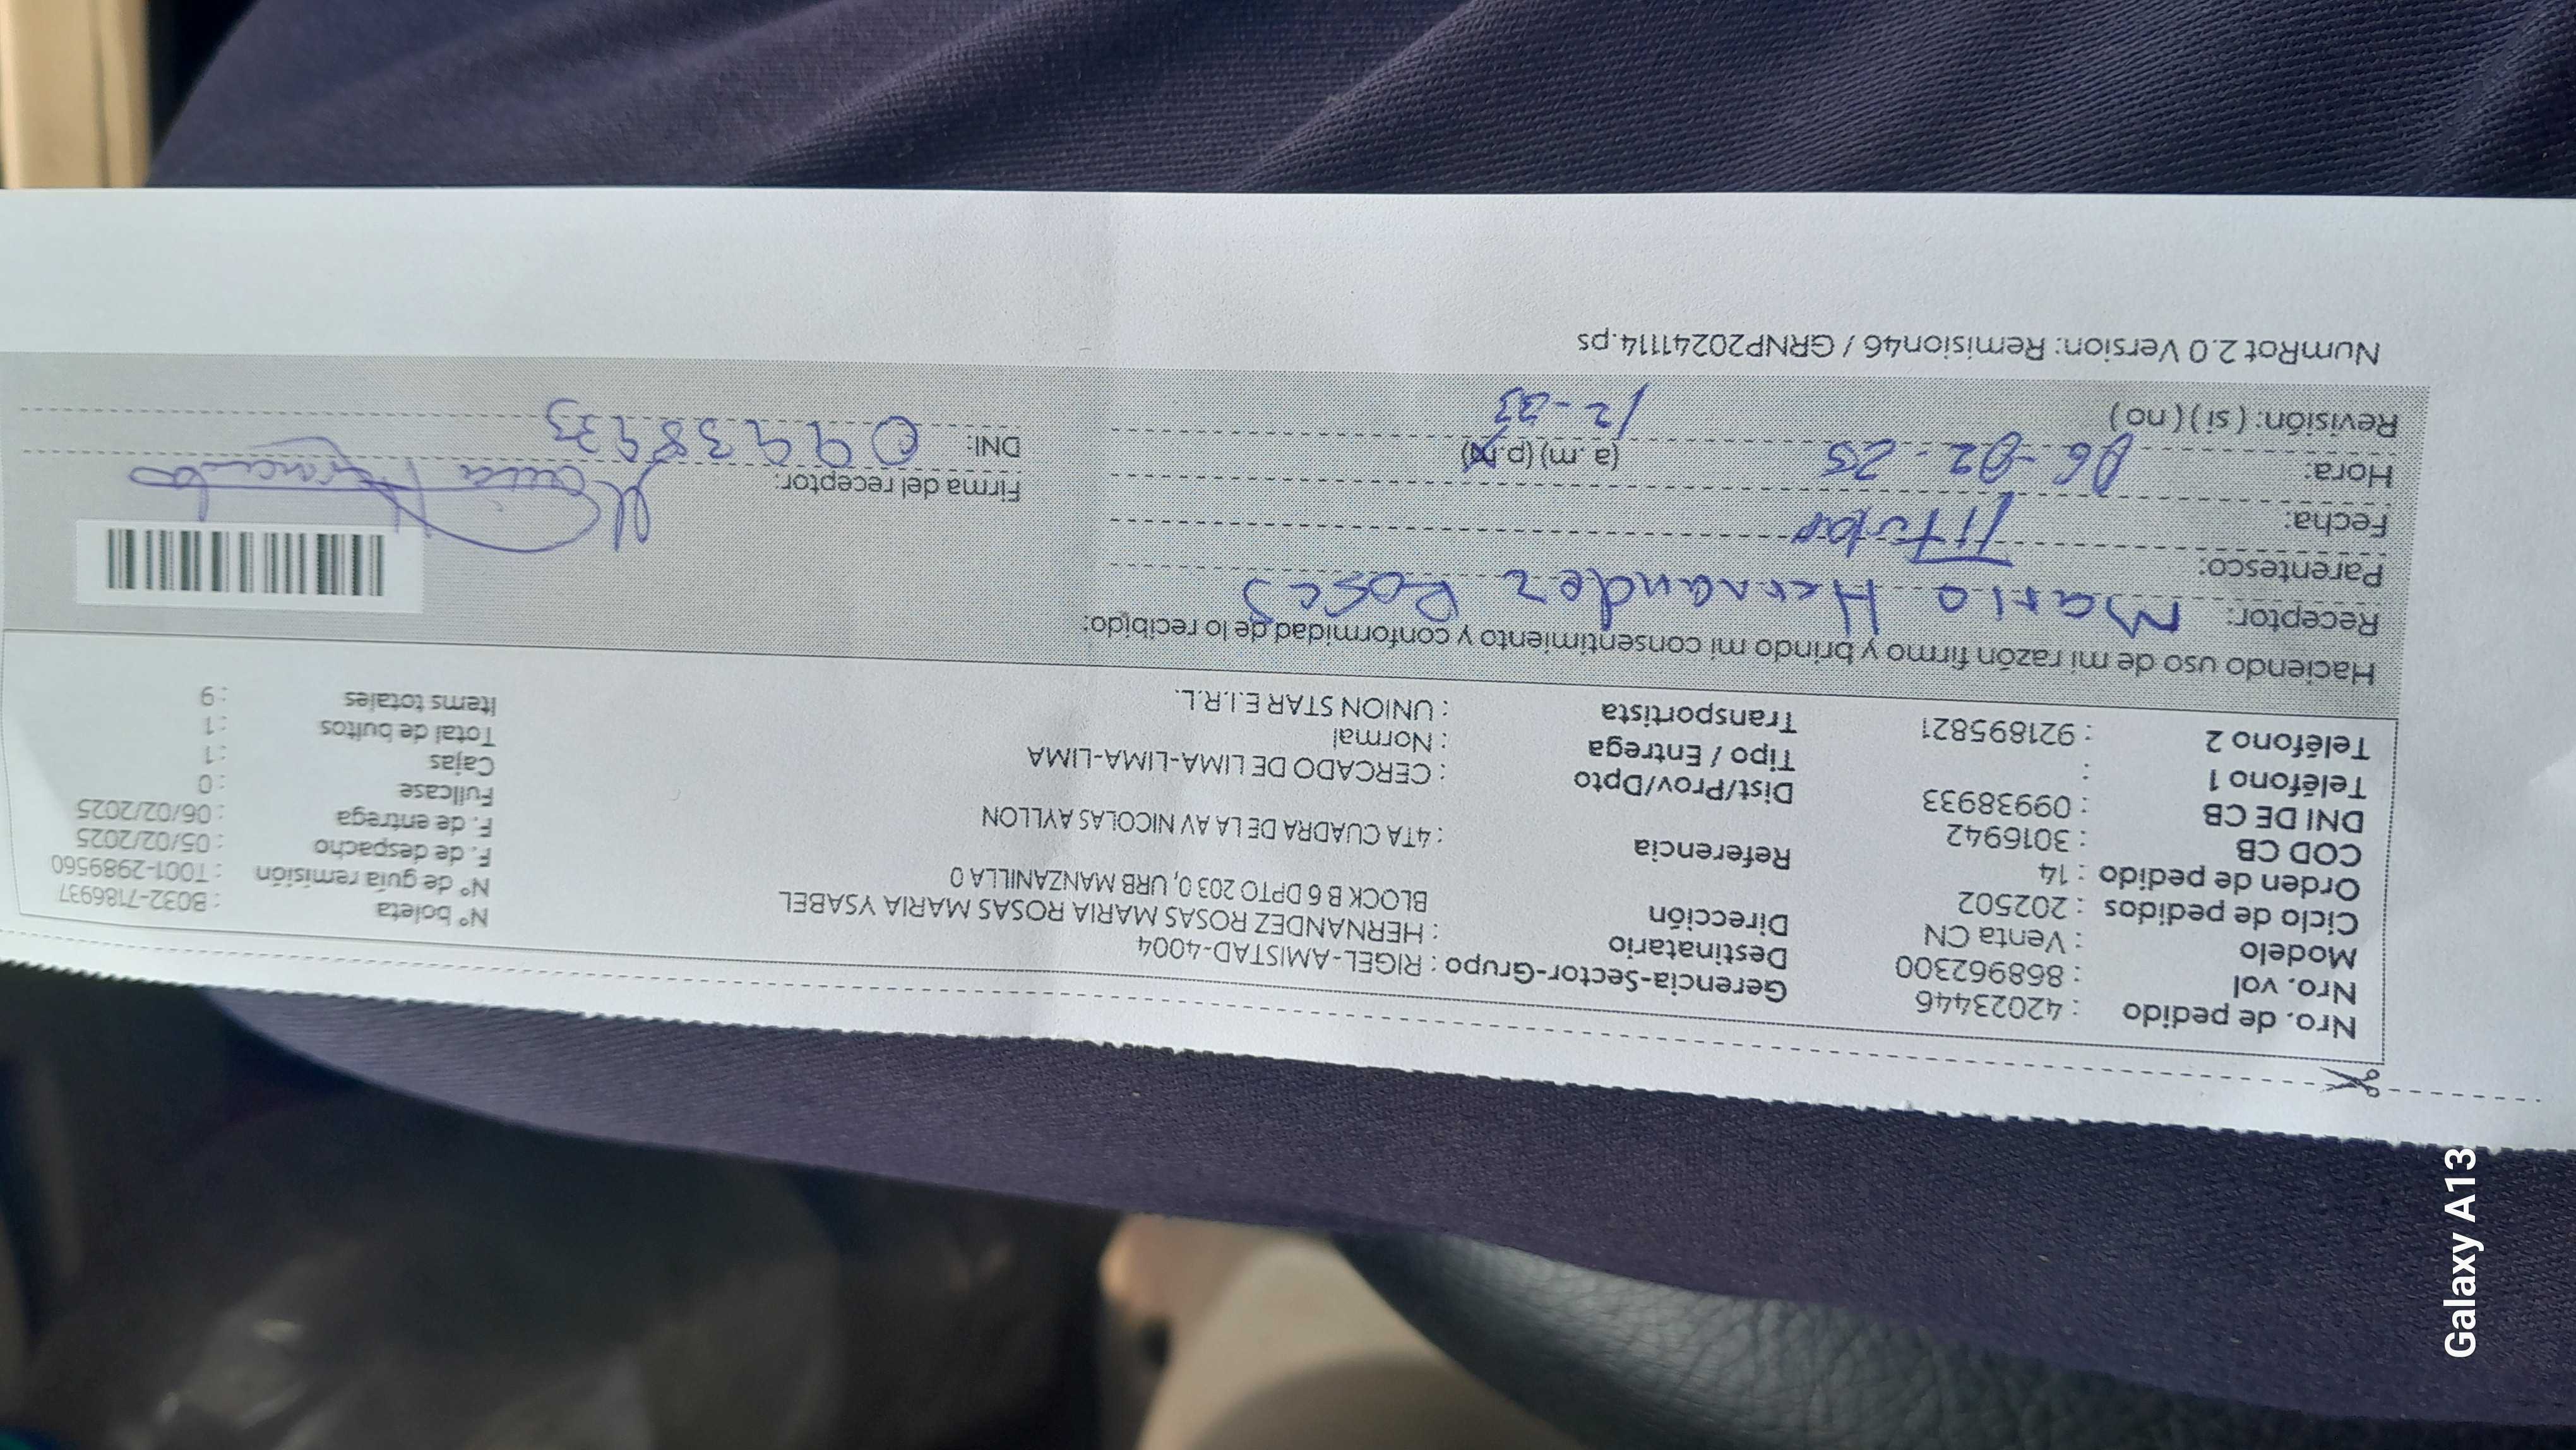 Nro. de pedido : 42023446
Nro. vol : 868962300
Modelo : Venta CN
Ciclo de pedidos : 202502
Orden de pedido : 14
COD CB : 3016942
DNI DE CB : 09938933
Teléfono 1 :
Teléfono 2 : 921895821
Gerencia-Sector-Grupo : RIGEL-AMISTAD-4004
Destinatario : HERNANDEZ ROSAS MARIA ROSAS MARIA YSABEL
Dirección BLOCK B 6 DPTO 203 0, URB MANZANILLA 0
Referencia : 4TA CUADRA DE LA AV NICOLAS AYLLON
Dist/Prov/Dpto : CERCADO DE LIMA-LIMA-LIMA
Tipo / Entrega : Normal
Transportista : UNION STAR E.I.R.L.
N° boleta : B032-7186937
N° de guía remisión : T001-2989560
F. de despacho : 05/02/2025
F. de entrega : 06/02/2025
Fullcase : 0
Cajas : 1
Total de bultos : 1
Items totales : 9
Haciendo uso de mi razón firmo y brindo mi consentimiento y conformidad de lo recibido:
Receptor: Maria Hernandez Rosas
Parentesco: Titular
Fecha: 06-02-25
Hora: 12-33 (a.m) (p.m)
Revisión: ( si ) ( no )
Firma del receptor: Maria Hernandez
DNI: 09938933
NumRot 2.0 Version: Remision46 / GRNP20241114.ps
Galaxy A13